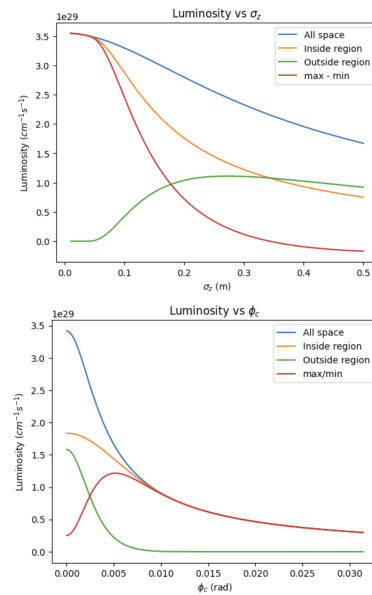 Luminosity vs σz
1e29
All space
Inside region
Outside region
max - min
3.5
3.0
2.5
2.0
1.5
1.0
0.5
0.0
Luminosity (cm⁻¹s⁻¹)
0.0 0.1 0.2 0.3 0.4 0.5
σz (m)
Luminosity vs ϕc
1e29
All space
Inside region
Outside region
max/min
3.5
3.0
2.5
2.0
1.5
1.0
0.5
0.0
Luminosity (cm⁻¹s⁻¹)
0.000 0.005 0.010 0.015 0.020 0.025 0.030
ϕc (rad)